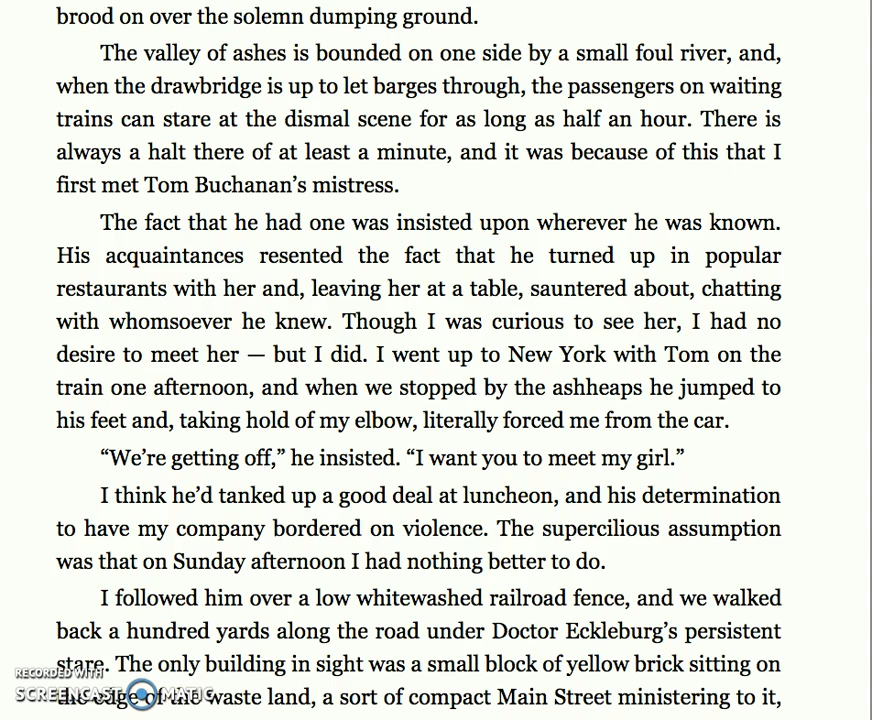 brood on over the solemn dumping ground.
The valley of ashes is bounded on one side by a small foul river, and,
when the drawbridge is up to let barges through, the passengers on waiting
trains can stare at the dismal scene for as long as half an hour. There is
always a halt there of at least a minute, and it was because of this that I
first met Tom Buchanan’s mistress.
The fact that he had one was insisted upon wherever he was known.
His acquaintances resented the fact that he turned up in popular
restaurants with her and, leaving her at a table, sauntered about, chatting
with whomsoever he knew. Though I was curious to see her, I had no
desire to meet her — but I did. I went up to New York with Tom on the
train one afternoon, and when we stopped by the ashheaps he jumped to
his feet and, taking hold of my elbow, literally forced me from the car.
“We’re getting off,” he insisted. “I want you to meet my girl.”
I think he’d tanked up a good deal at luncheon, and his determination
to have my company bordered on violence. The supercilious assumption
was that on Sunday afternoon I had nothing better to do.
I followed him over a low whitewashed railroad fence, and we walked
back a hundred yards along the road under Doctor Eckleburg’s persistent
stare. The only building in sight was a small block of yellow brick sitting on
the edge of the waste land, a sort of compact Main Street ministering to it,
RECORDED WITH
SCREENCAST MATIC